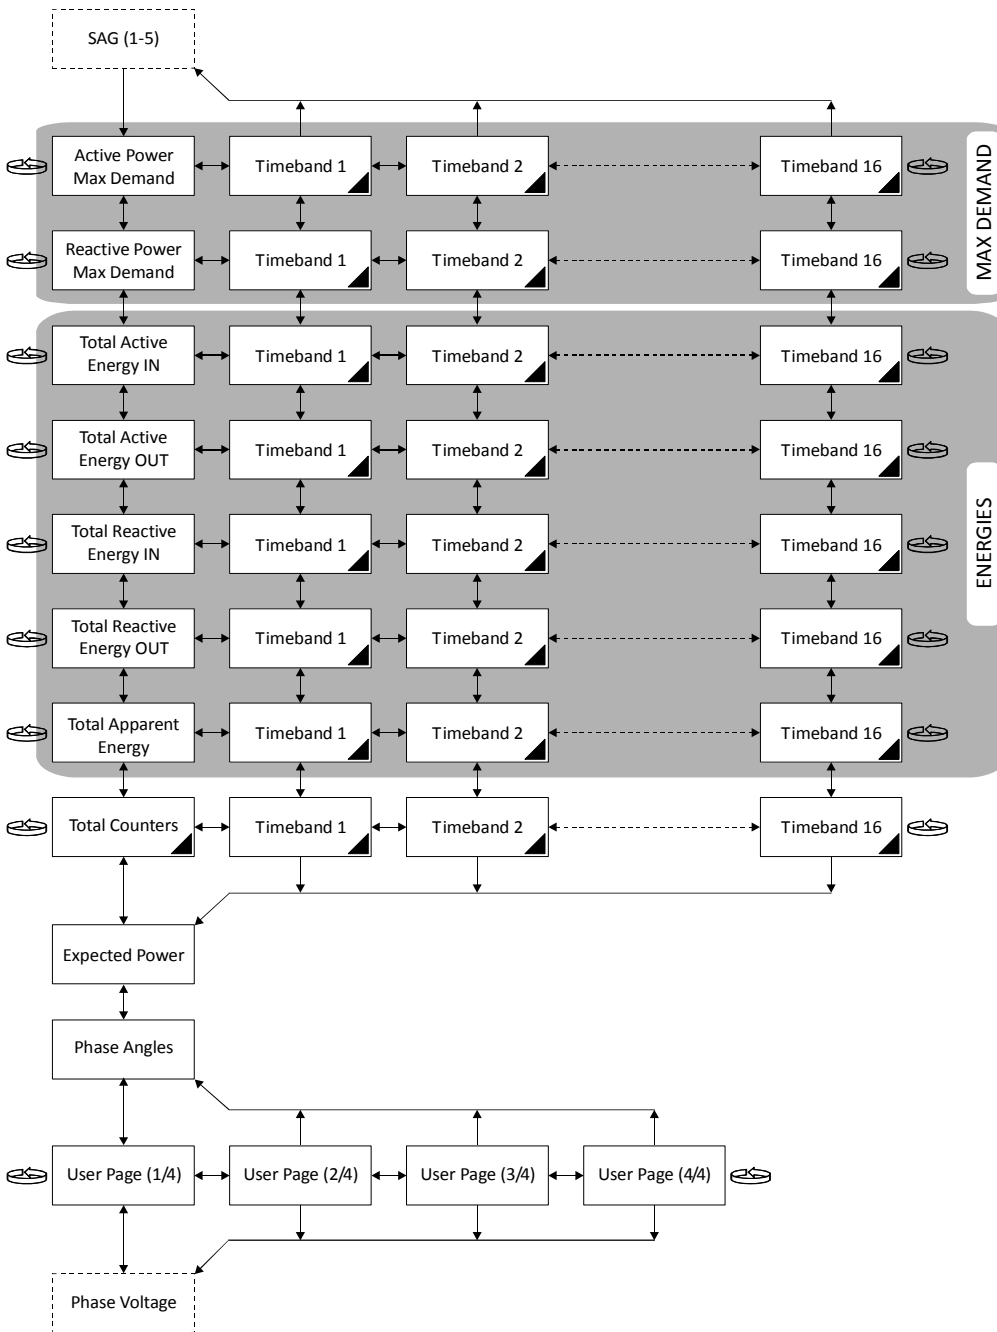 SAG (1-5)
Active Power
Max Demand
Timeband 1
Timeband 2
Timeband 16
MAX DEMAND
Reactive Power
Max Demand
Timeband 1
Timeband 2
Timeband 16
Total Active
Energy IN
Timeband 1
Timeband 2
Timeband 16
Total Active
Energy OUT
Timeband 1
Timeband 2
Timeband 16
ENERGIES
Total Reactive
Energy IN
Timeband 1
Timeband 2
Timeband 16
Total Reactive
Energy OUT
Timeband 1
Timeband 2
Timeband 16
Total Apparent
Energy
Timeband 1
Timeband 2
Timeband 16
Total Counters
Timeband 1
Timeband 2
Timeband 16
Expected Power
Phase Angles
User Page (1/4)
User Page (2/4)
User Page (3/4)
User Page (4/4)
Phase Voltage